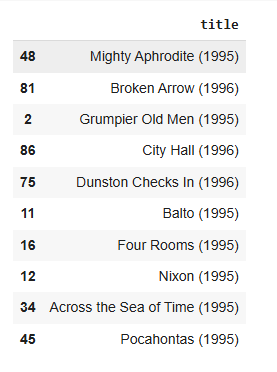 title
48 Mighty Aphrodite (1995)
81 Broken Arrow (1996)
2 Grumpier Old Men (1995)
86 City Hall (1996)
75 Dunston Checks In (1996)
11 Balto (1995)
16 Four Rooms (1995)
12 Nixon (1995)
34 Across the Sea of Time (1995)
45 Pocahontas (1995)